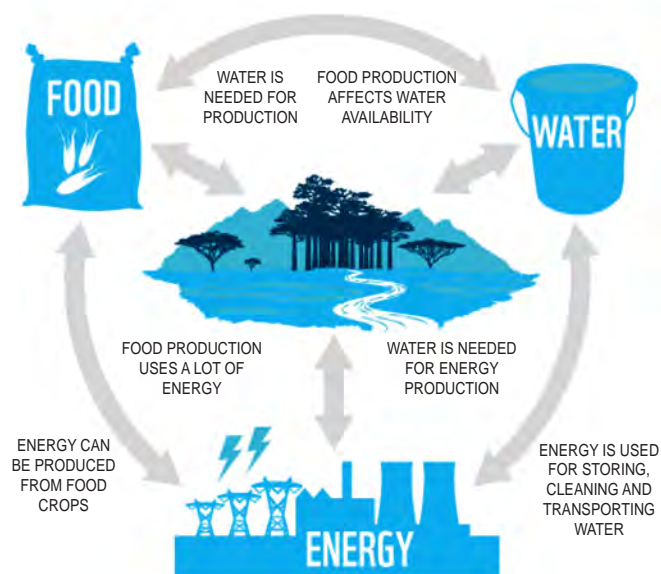 FOOD
WATER IS
NEEDED FOR
PRODUCTION
FOOD PRODUCTION
AFFECTS WATER
AVAILABILITY
WATER
FOOD PRODUCTION
USES A LOT OF
ENERGY
WATER IS NEEDED
FOR ENERGY
PRODUCTION
ENERGY CAN
BE PRODUCED
FROM FOOD
CROPS
ENERGY IS USED
FOR STORING,
CLEANING AND
TRANSPORTING
WATER
ENERGY